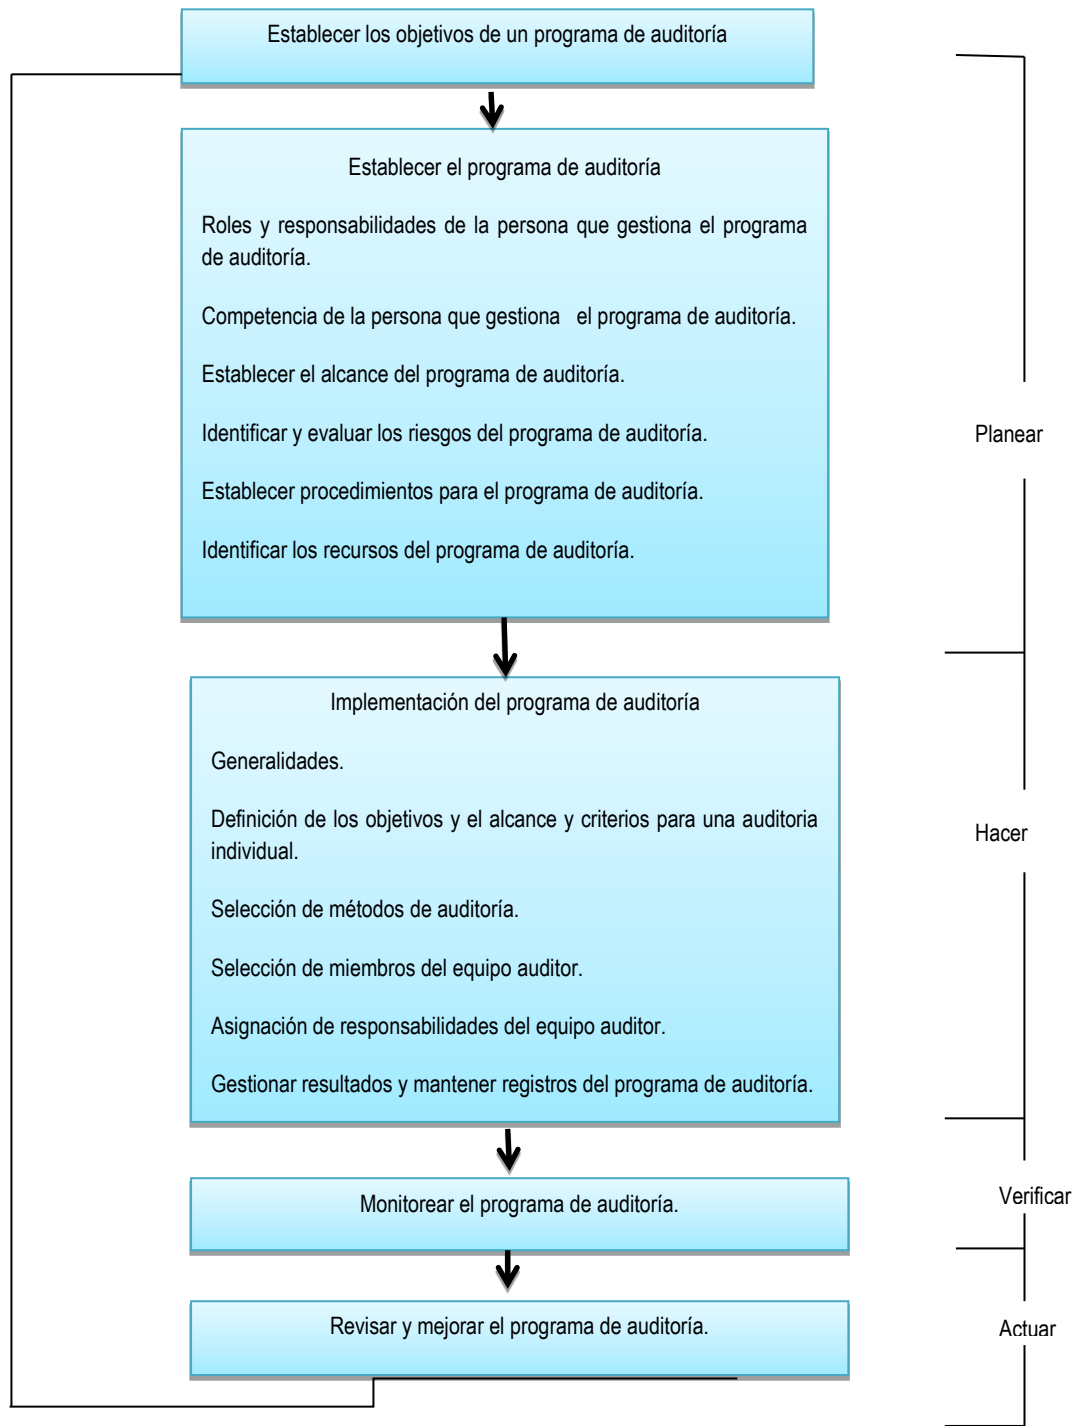 Establecer los objetivos de un programa de auditoría
Establecer el programa de auditoría
Roles y responsabilidades de la persona que gestiona el programa
de auditoría.
Competencia de la persona que gestiona el programa de auditoría.
Establecer el alcance del programa de auditoría.
Identificar y evaluar los riesgos del programa de auditoría.
Establecer procedimientos para el programa de auditoría.
Identificar los recursos del programa de auditoría.
Planear
Implementación del programa de auditoría
Generalidades.
Definición de los objetivos y el alcance y criterios para una auditoria
individual.
Selección de métodos de auditoría.
Selección de miembros del equipo auditor.
Asignación de responsabilidades del equipo auditor.
Gestionar resultados y mantener registros del programa de auditoría.
Hacer
Monitorear el programa de auditoría.
Verificar
Revisar y mejorar el programa de auditoría.
Actuar